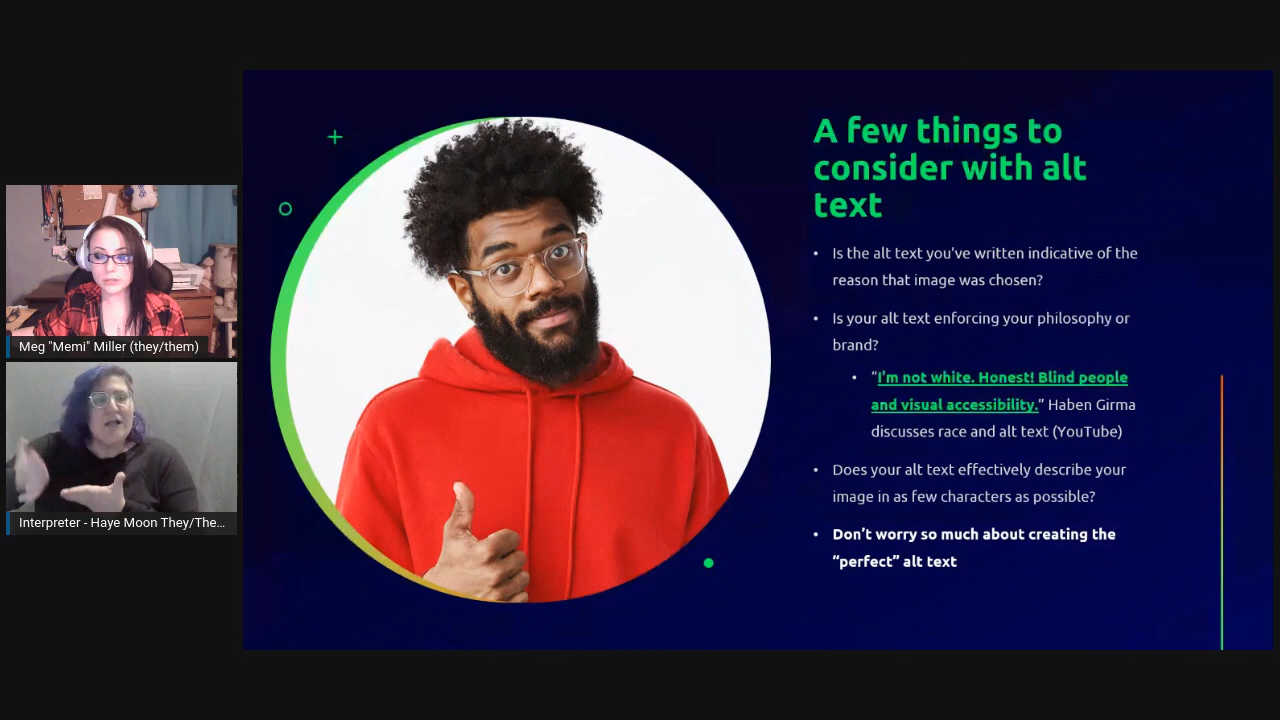 Meg "Memi" Miller (they/them)
Interpreter - Haye Moon They/The...
A few things to
consider with alt
text
• Is the alt text you've written indicative of the
reason that image was chosen?
• Is your alt text enforcing your philosophy or
brand?
• “I'm not white. Honest! Blind people
and visual accessibility.” Haben Girma
discusses race and alt text (YouTube)
• Does your alt text effectively describe your
image in as few characters as possible?
• Don’t worry so much about creating the
“perfect” alt text